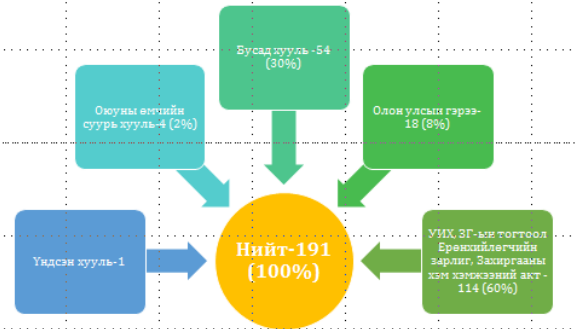 Бусад хууль -54
(30%)
Оюуны өмчийн
суурь хууль-4 (2%)
Олон улсын гэрээ-
18 (8%)
Үндсэн хууль-1
Нийт-191
(100%)
УИХ, ЗГ-ын тогтоол
Ерөнхийлөгчийн
зарлиг, Захиргааны
хэм хэмжээний акт -
114 (60%)